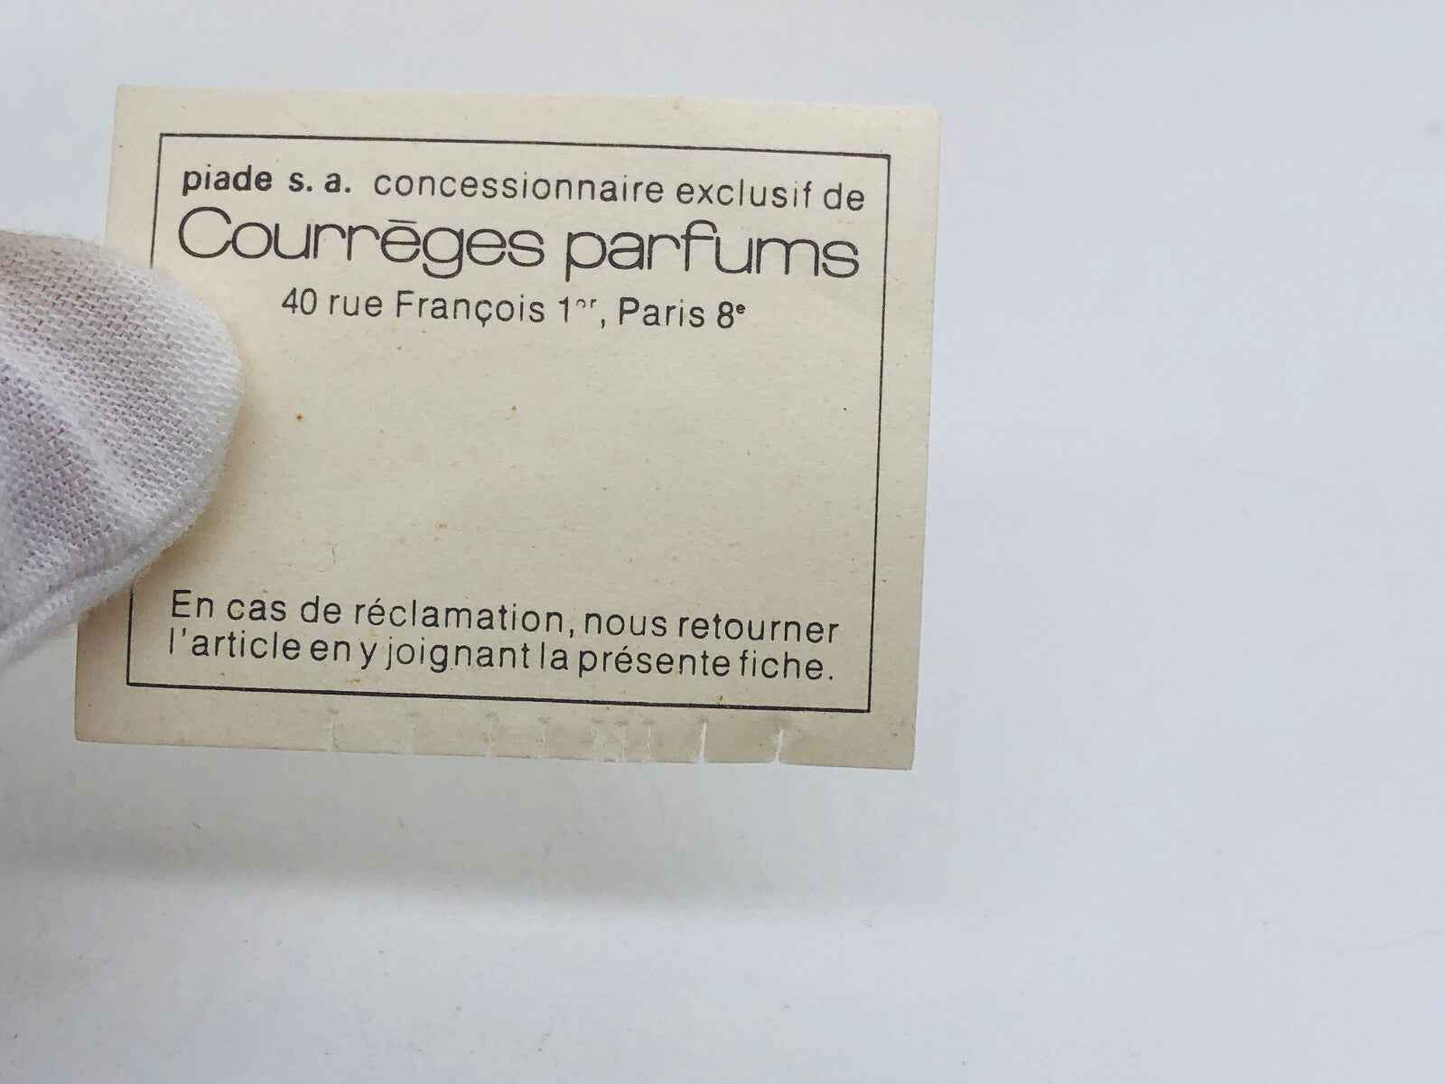 piade s. a. concessionnaire exclusif de
Courrēges parfums
40 rue François 1er, Paris 8e
En cas de réclamation, nous retourner
l'article en y joignant la présente fiche.